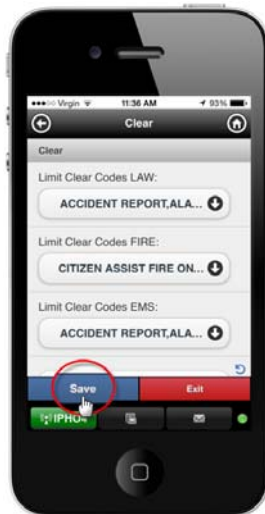 Virgin 11:36 AM 93%
Clear
Clear
Limit Clear Codes LAW:
ACCIDENT REPORT,ALA...
Limit Clear Codes FIRE:
CITIZEN ASSIST FIRE ON...
Limit Clear Codes EMS:
ACCIDENT REPORT,ALA...
Save Exit
IPHO4